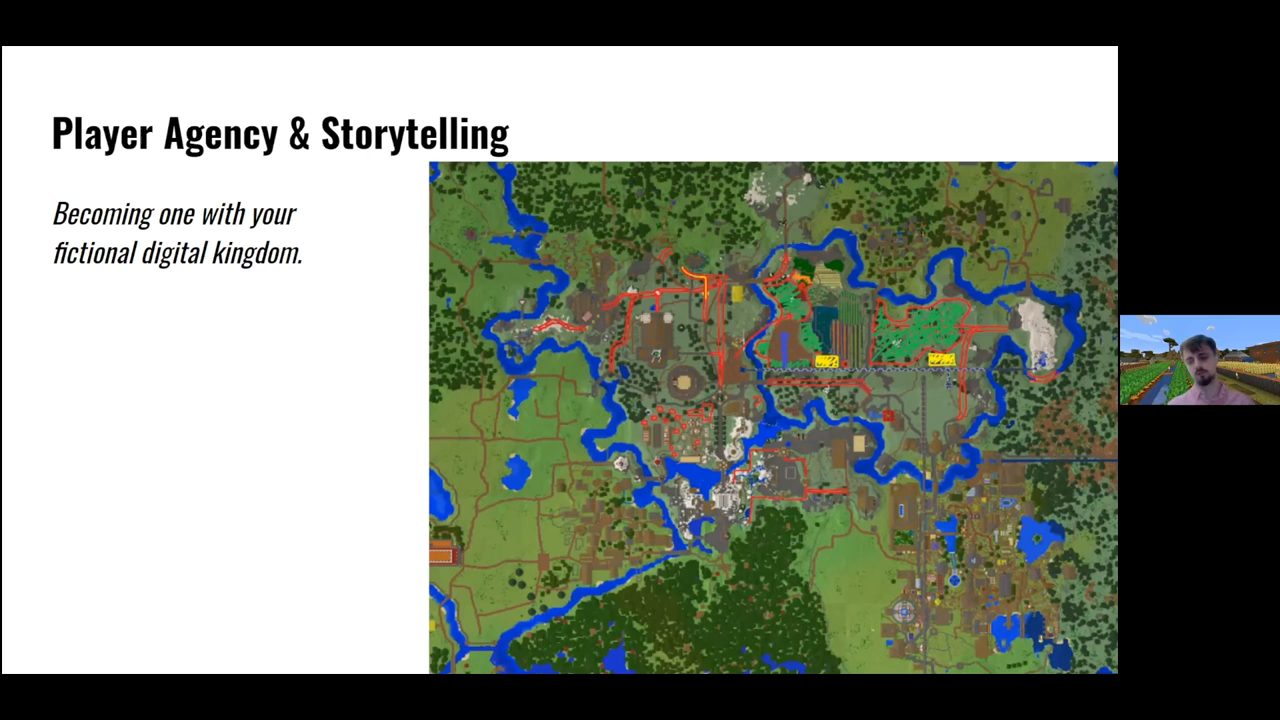 Player Agency & Storytelling
Becoming one with your
fictional digital kingdom.